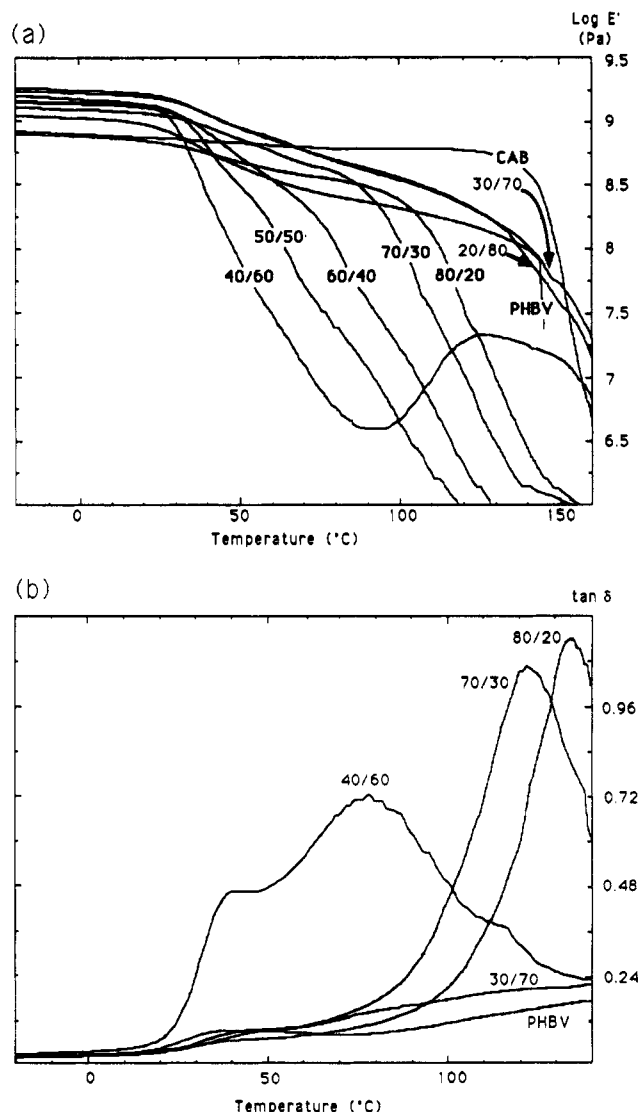 (a)
Log E'
(Pa)
9.5
9
8.5
8
7.5
7
6.5
CAB
30/70
20/80
PHBV
50/50
40/60
60/40
70/30
80/20
0
50
100
150
Temperature (°C)
(b)
tan δ
80/20
70/30
40/60
30/70
PHBV
0.96
0.72
0.48
0.24
0
50
100
Temperature (°C)